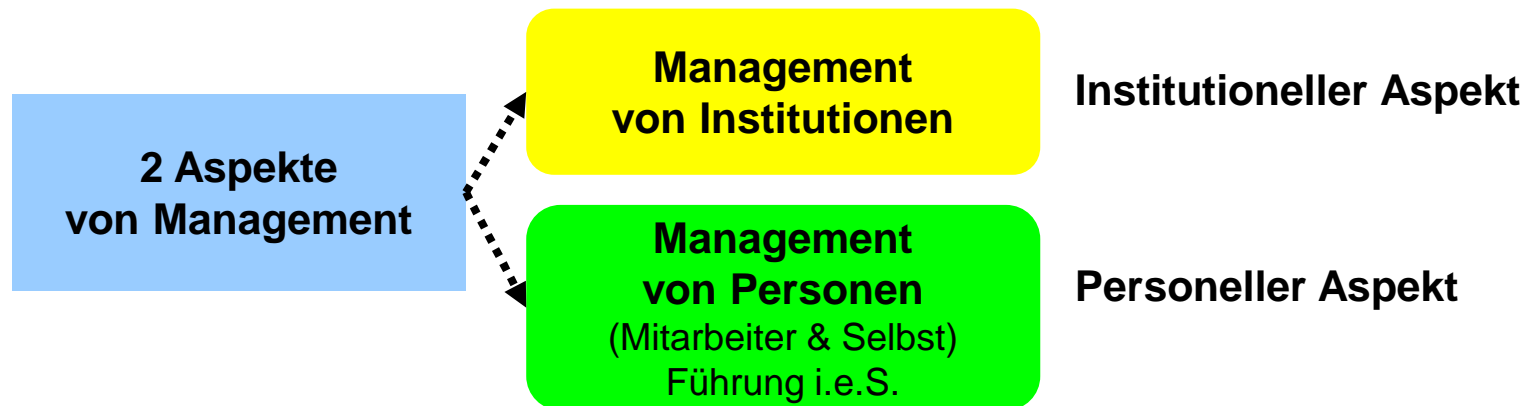 2 Aspekte
von Management
Management
von Institutionen
Institutioneller Aspekt
Management
von Personen
(Mitarbeiter & Selbst)
Führung i.e.S.
Personeller Aspekt